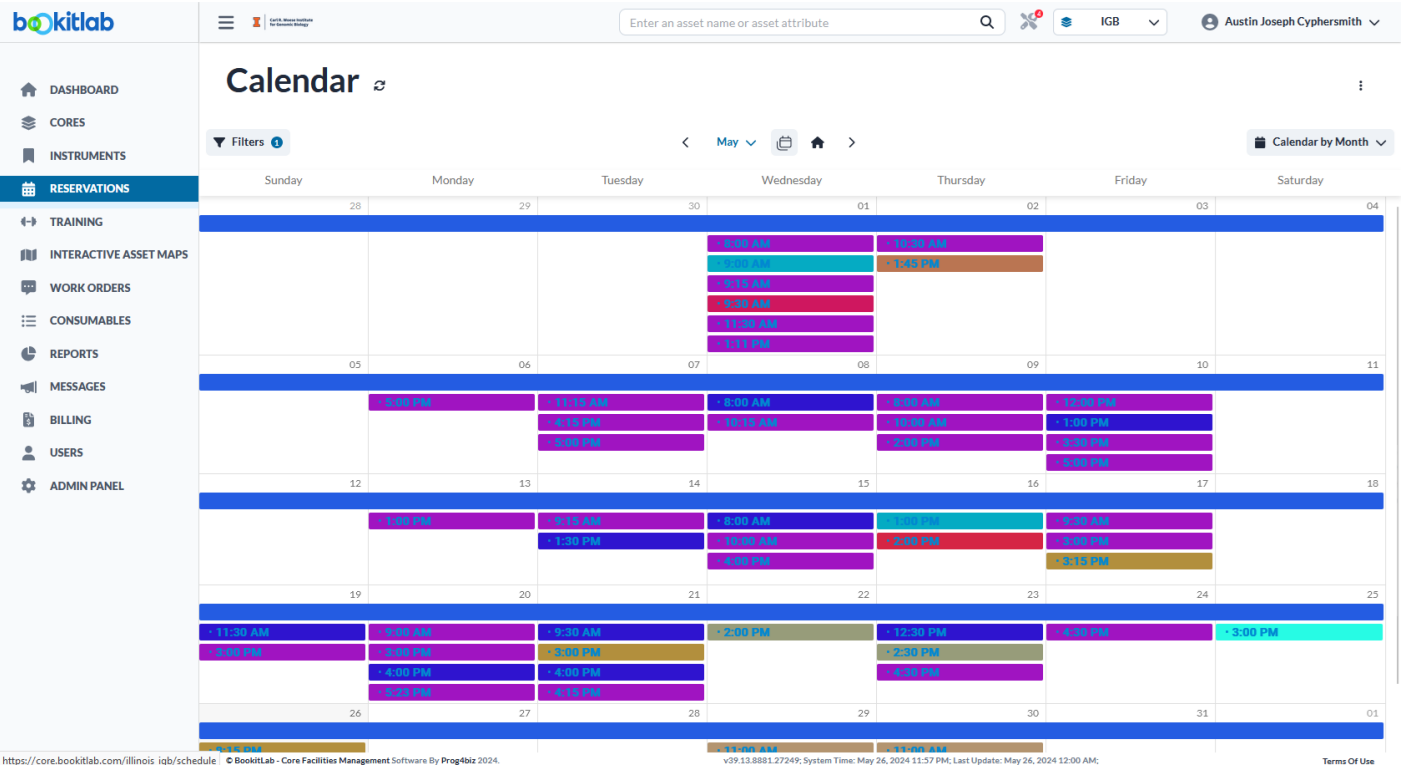 bookitlab
Carl R. Woese Institute
for Genomic Biology
Enter an asset name or asset attribute
4
IGB
Austin Joseph Cyphersmith
DASHBOARD
CORES
INSTRUMENTS
RESERVATIONS
TRAINING
INTERACTIVE ASSET MAPS
WORK ORDERS
CONSUMABLES
REPORTS
MESSAGES
BILLING
USERS
ADMIN PANEL
Calendar
Filters 1
May
Calendar by Month
Sunday Monday Tuesday Wednesday Thursday Friday Saturday
28 29 30 01 02 03 04
· 8:00 AM · 10:30 AM
· 9:00 AM · 1:45 PM
· 9:15 AM
· 9:30 AM
· 11:30 AM
· 1:11 PM
05 06 07 08 09 10 11
· 5:00 PM · 11:15 AM · 8:00 AM · 8:00 AM · 12:00 PM
· 4:15 PM · 10:15 AM · 10:00 AM · 1:00 PM
· 5:00 PM · 2:00 PM · 3:30 PM
· 5:00 PM
12 13 14 15 16 17 18
· 1:00 PM · 9:15 AM · 8:00 AM · 1:00 PM · 9:30 AM
· 1:30 PM · 10:00 AM · 2:00 PM · 3:00 PM
· 4:00 PM · 3:15 PM
19 20 21 22 23 24 25
· 11:30 AM · 9:00 AM · 9:30 AM · 2:00 PM · 12:30 PM · 4:30 PM · 3:00 PM
· 3:00 PM · 3:00 PM · 3:00 PM · 2:30 PM
· 4:00 PM · 4:00 PM · 4:30 PM
· 5:23 PM · 4:15 PM
26 27 28 29 30 31 01
· 8:15 PM · 11:00 AM · 11:00 AM
https://core.bookitlab.com/illinois_igb/schedule
© BookitLab - Core Facilities Management Software By Prog4biz 2024.
v39.13.8881.27249; System Time: May 26, 2024 11:57 PM; Last Update: May 26, 2024 12:00 AM;
Terms Of Use